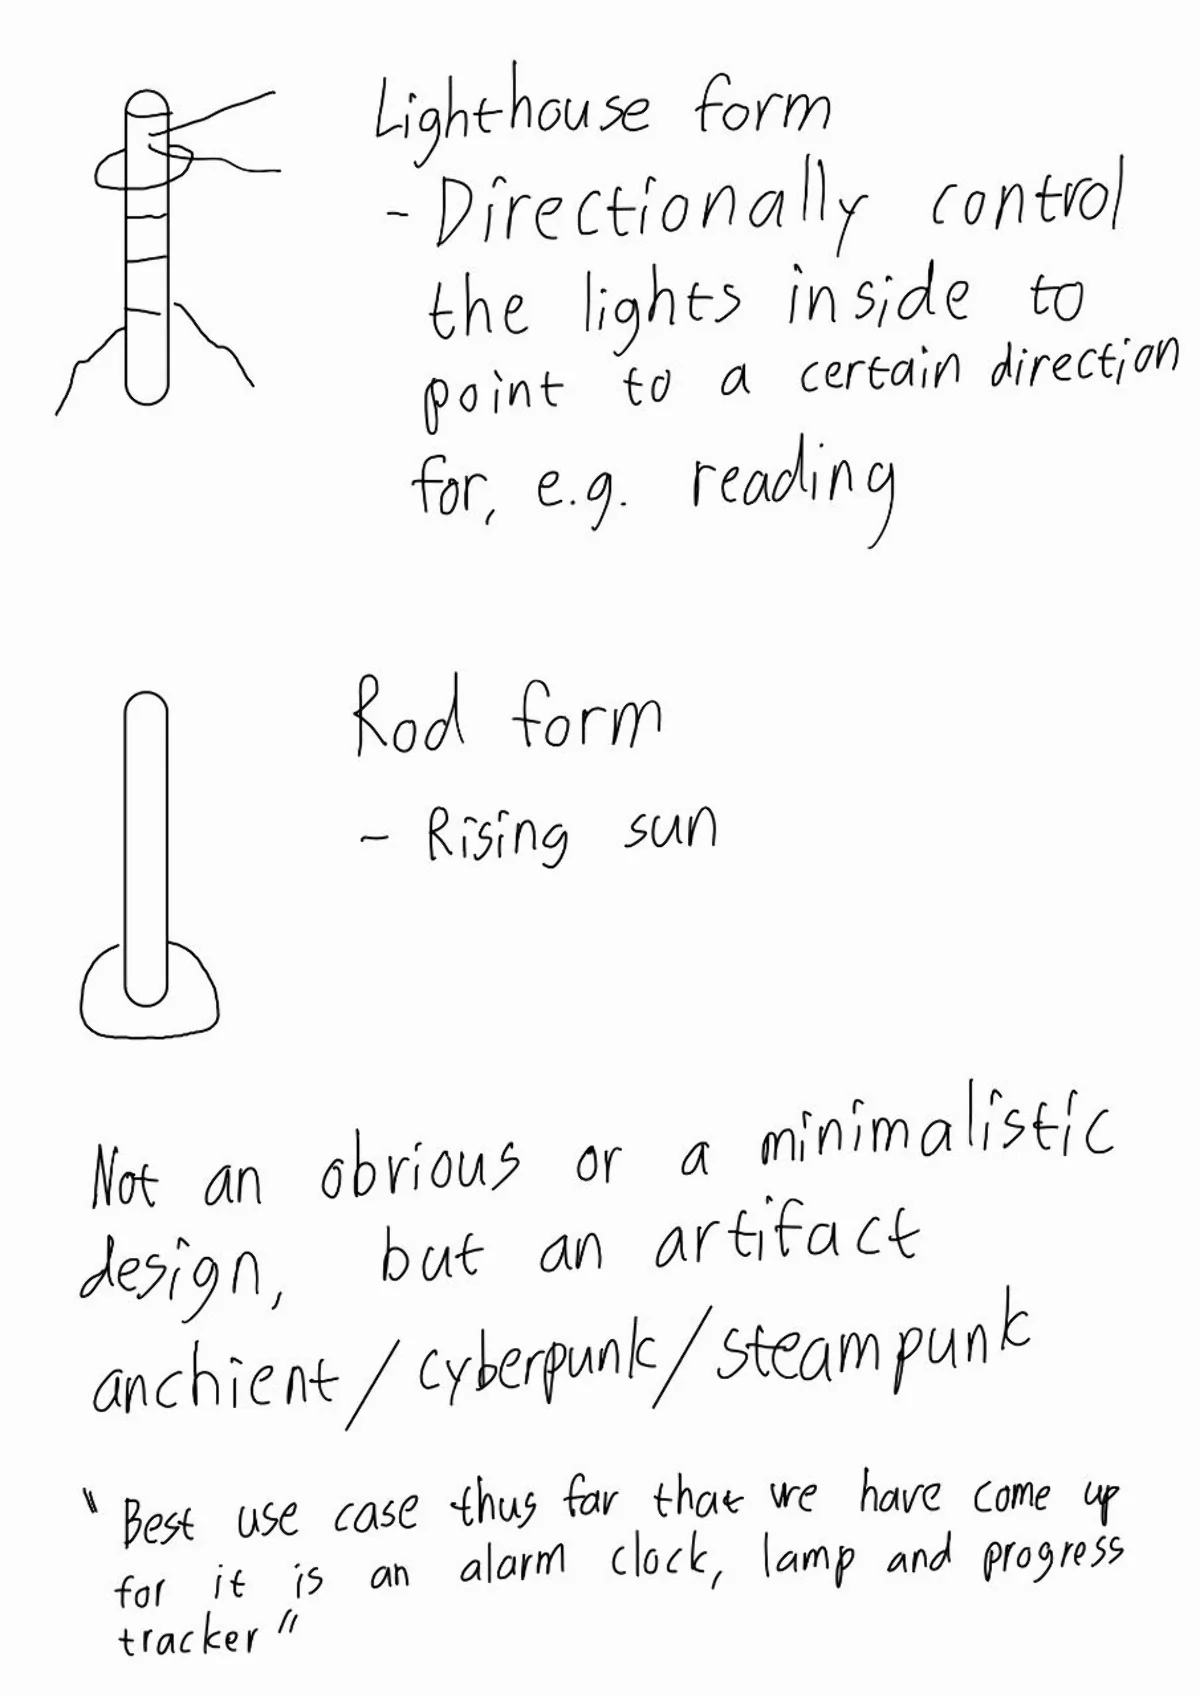 Lighthouse form
- Directionally control
the lights inside to
point to a certain direction
for, e.g. reading
Rod form
- Rising sun
Not an obvious or a minimalistic
design, but an artifact
anchient/cyberpunk/steampunk
"Best use case thus far that we have come up
for it is an alarm clock, lamp and progress
tracker"